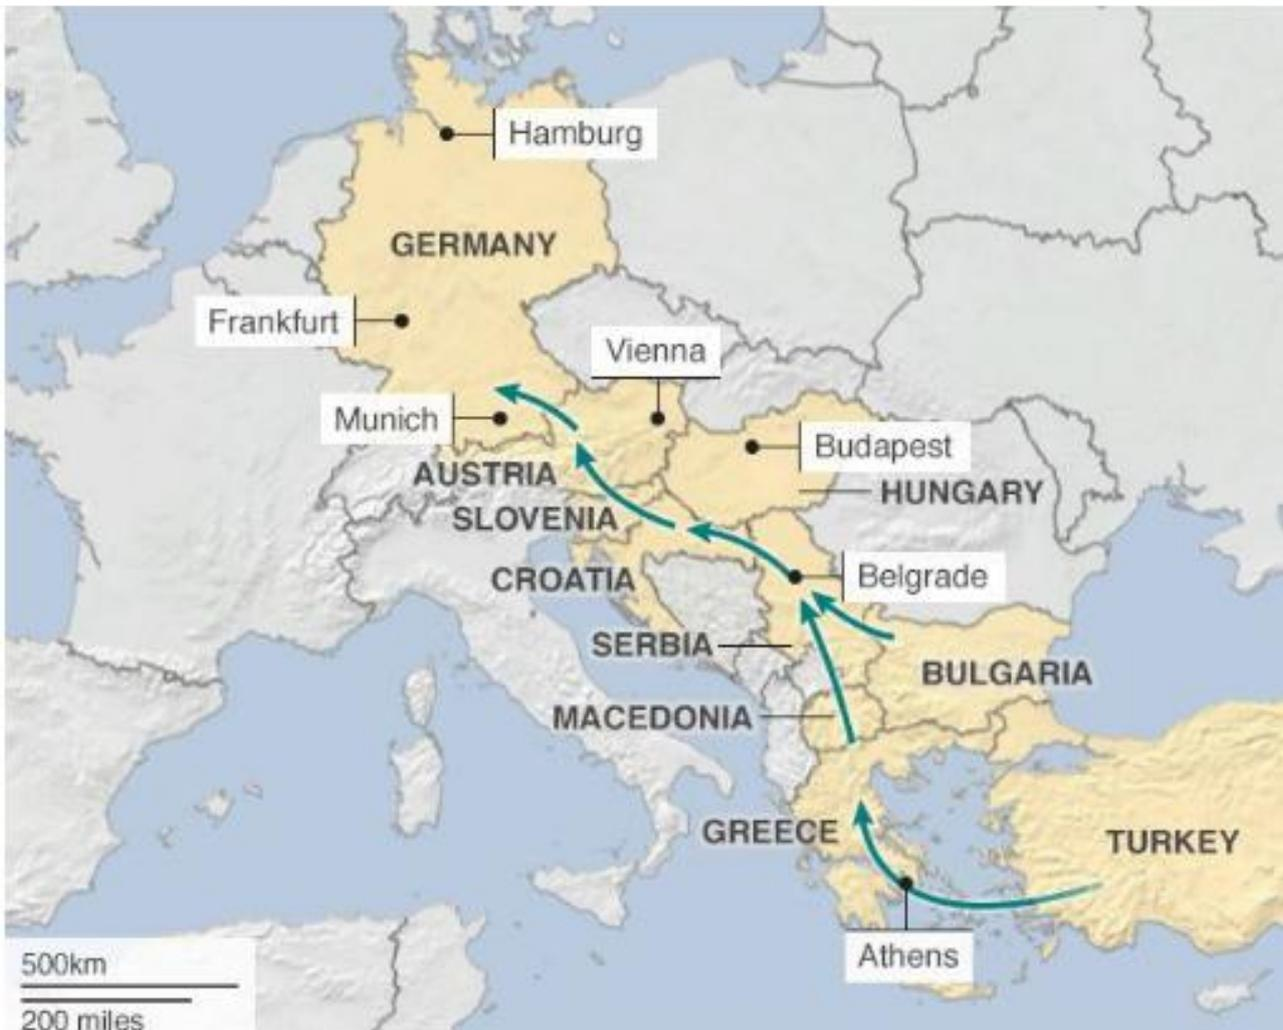 Hamburg
GERMANY
Frankfurt
Vienna
Munich
Budapest
AUSTRIA
HUNGARY
SLOVENIA
CROATIA
Belgrade
SERBIA
BULGARIA
MACEDONIA
GREECE
TURKEY
Athens
500km
200 miles